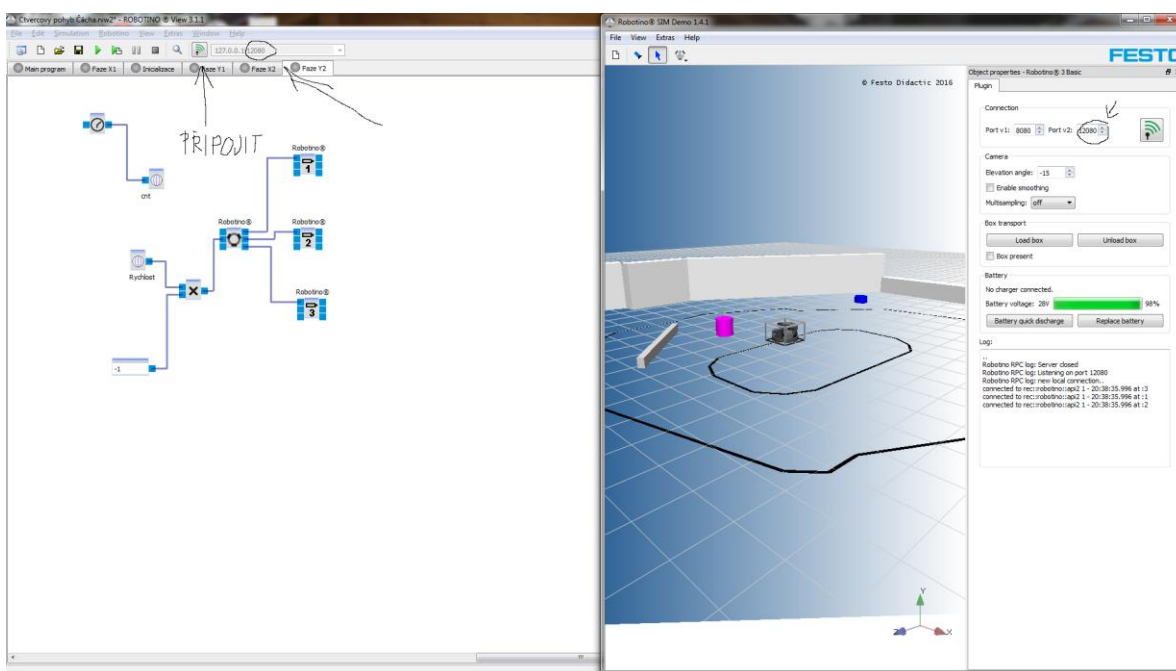 Ctvercový pohyb Čácha.rvw2* - ROBOTINO ® View 3.1.1
File Edit Simulation Robotino View Extras Window Help
127.0.0.1:12080
Main program
Faze X1
Inicializace
Faze Y1
Faze X2
Faze Y2
PŘIPOJIT
cnt
Rychlost
-1
Robotino®
Robotino®
1
Robotino®
2
Robotino®
3
Robotino® SIM Demo 1.4.1
File View Extras Help
FESTO
© Festo Didactic 2016
Object properties - Robotino® 3 Basic
Plugin
Connection
Port v1: 8080 Port v2: 12080
Camera
Elevation angle: -15
Enable smoothing
Multisampling: off
Box transport
Load box Unload box
Box present
Battery
No charger connected.
Battery voltage: 28V 98%
Battery quick discharge Replace battery
Log:
..
Robotino RPC log: Server closed
Robotino RPC log: Listening on port 12080
Robotino RPC log: new local connection..
connected to rec::robotino::api2 1 - 20:38:35.996 at :3
connected to rec::robotino::api2 1 - 20:38:35.996 at :1
connected to rec::robotino::api2 1 - 20:38:35.996 at :2
Y
Z
X